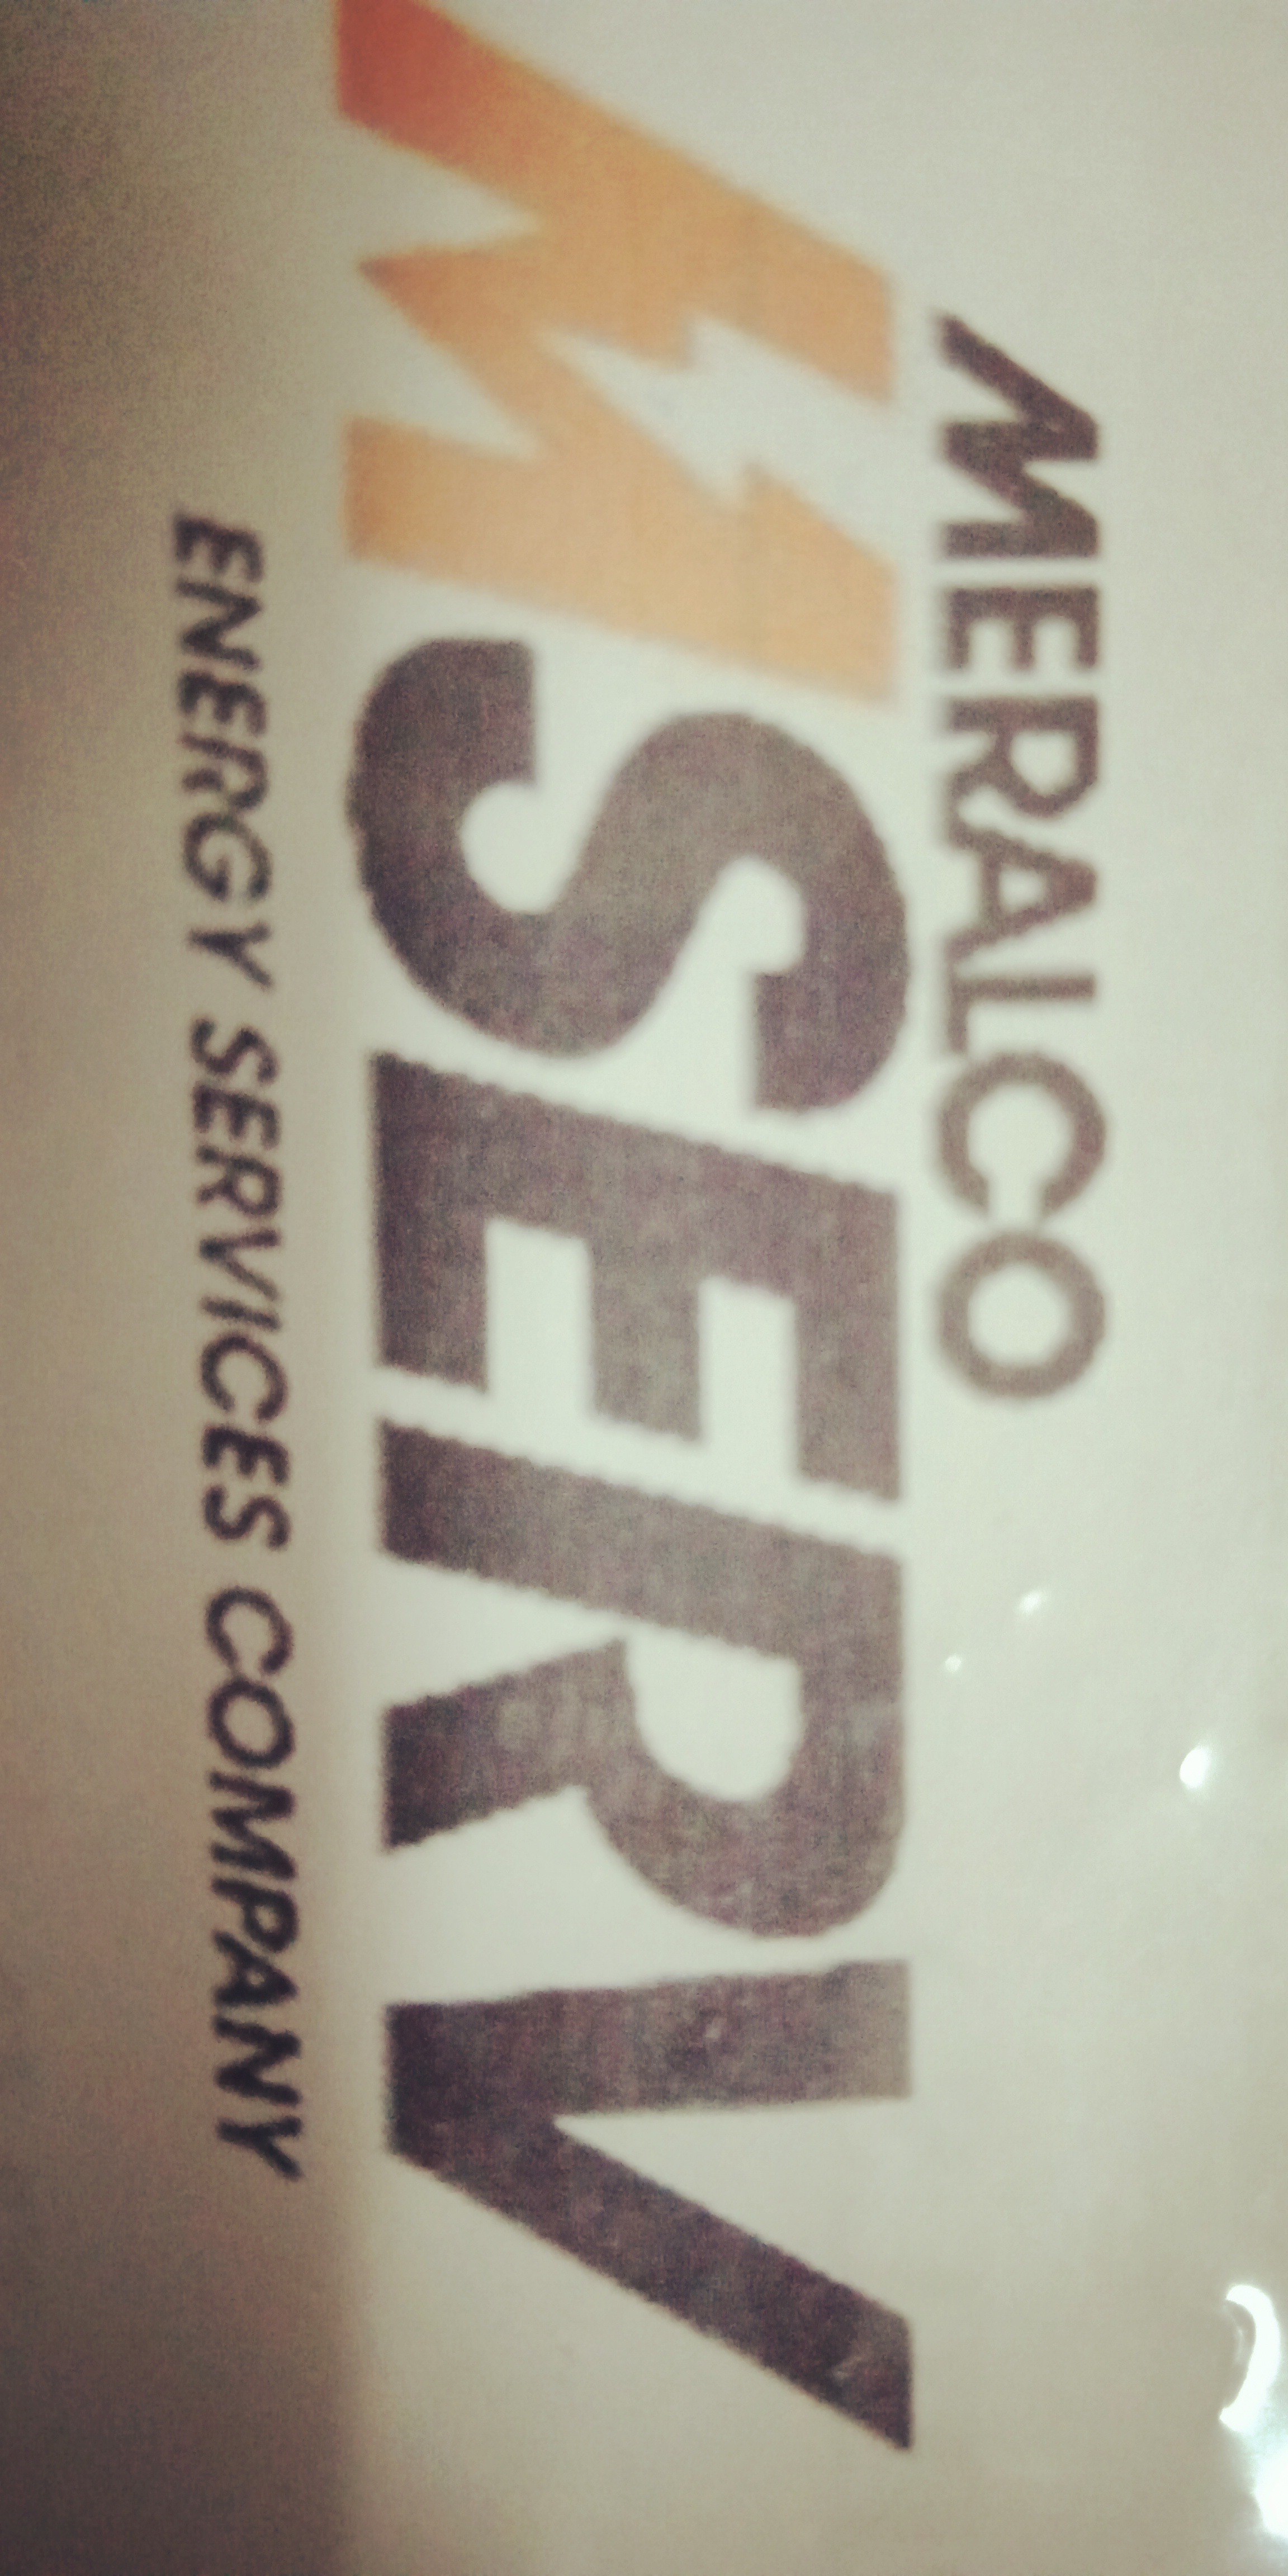 MERALCO
MSERV
ENERGY SERVICES COMPANY